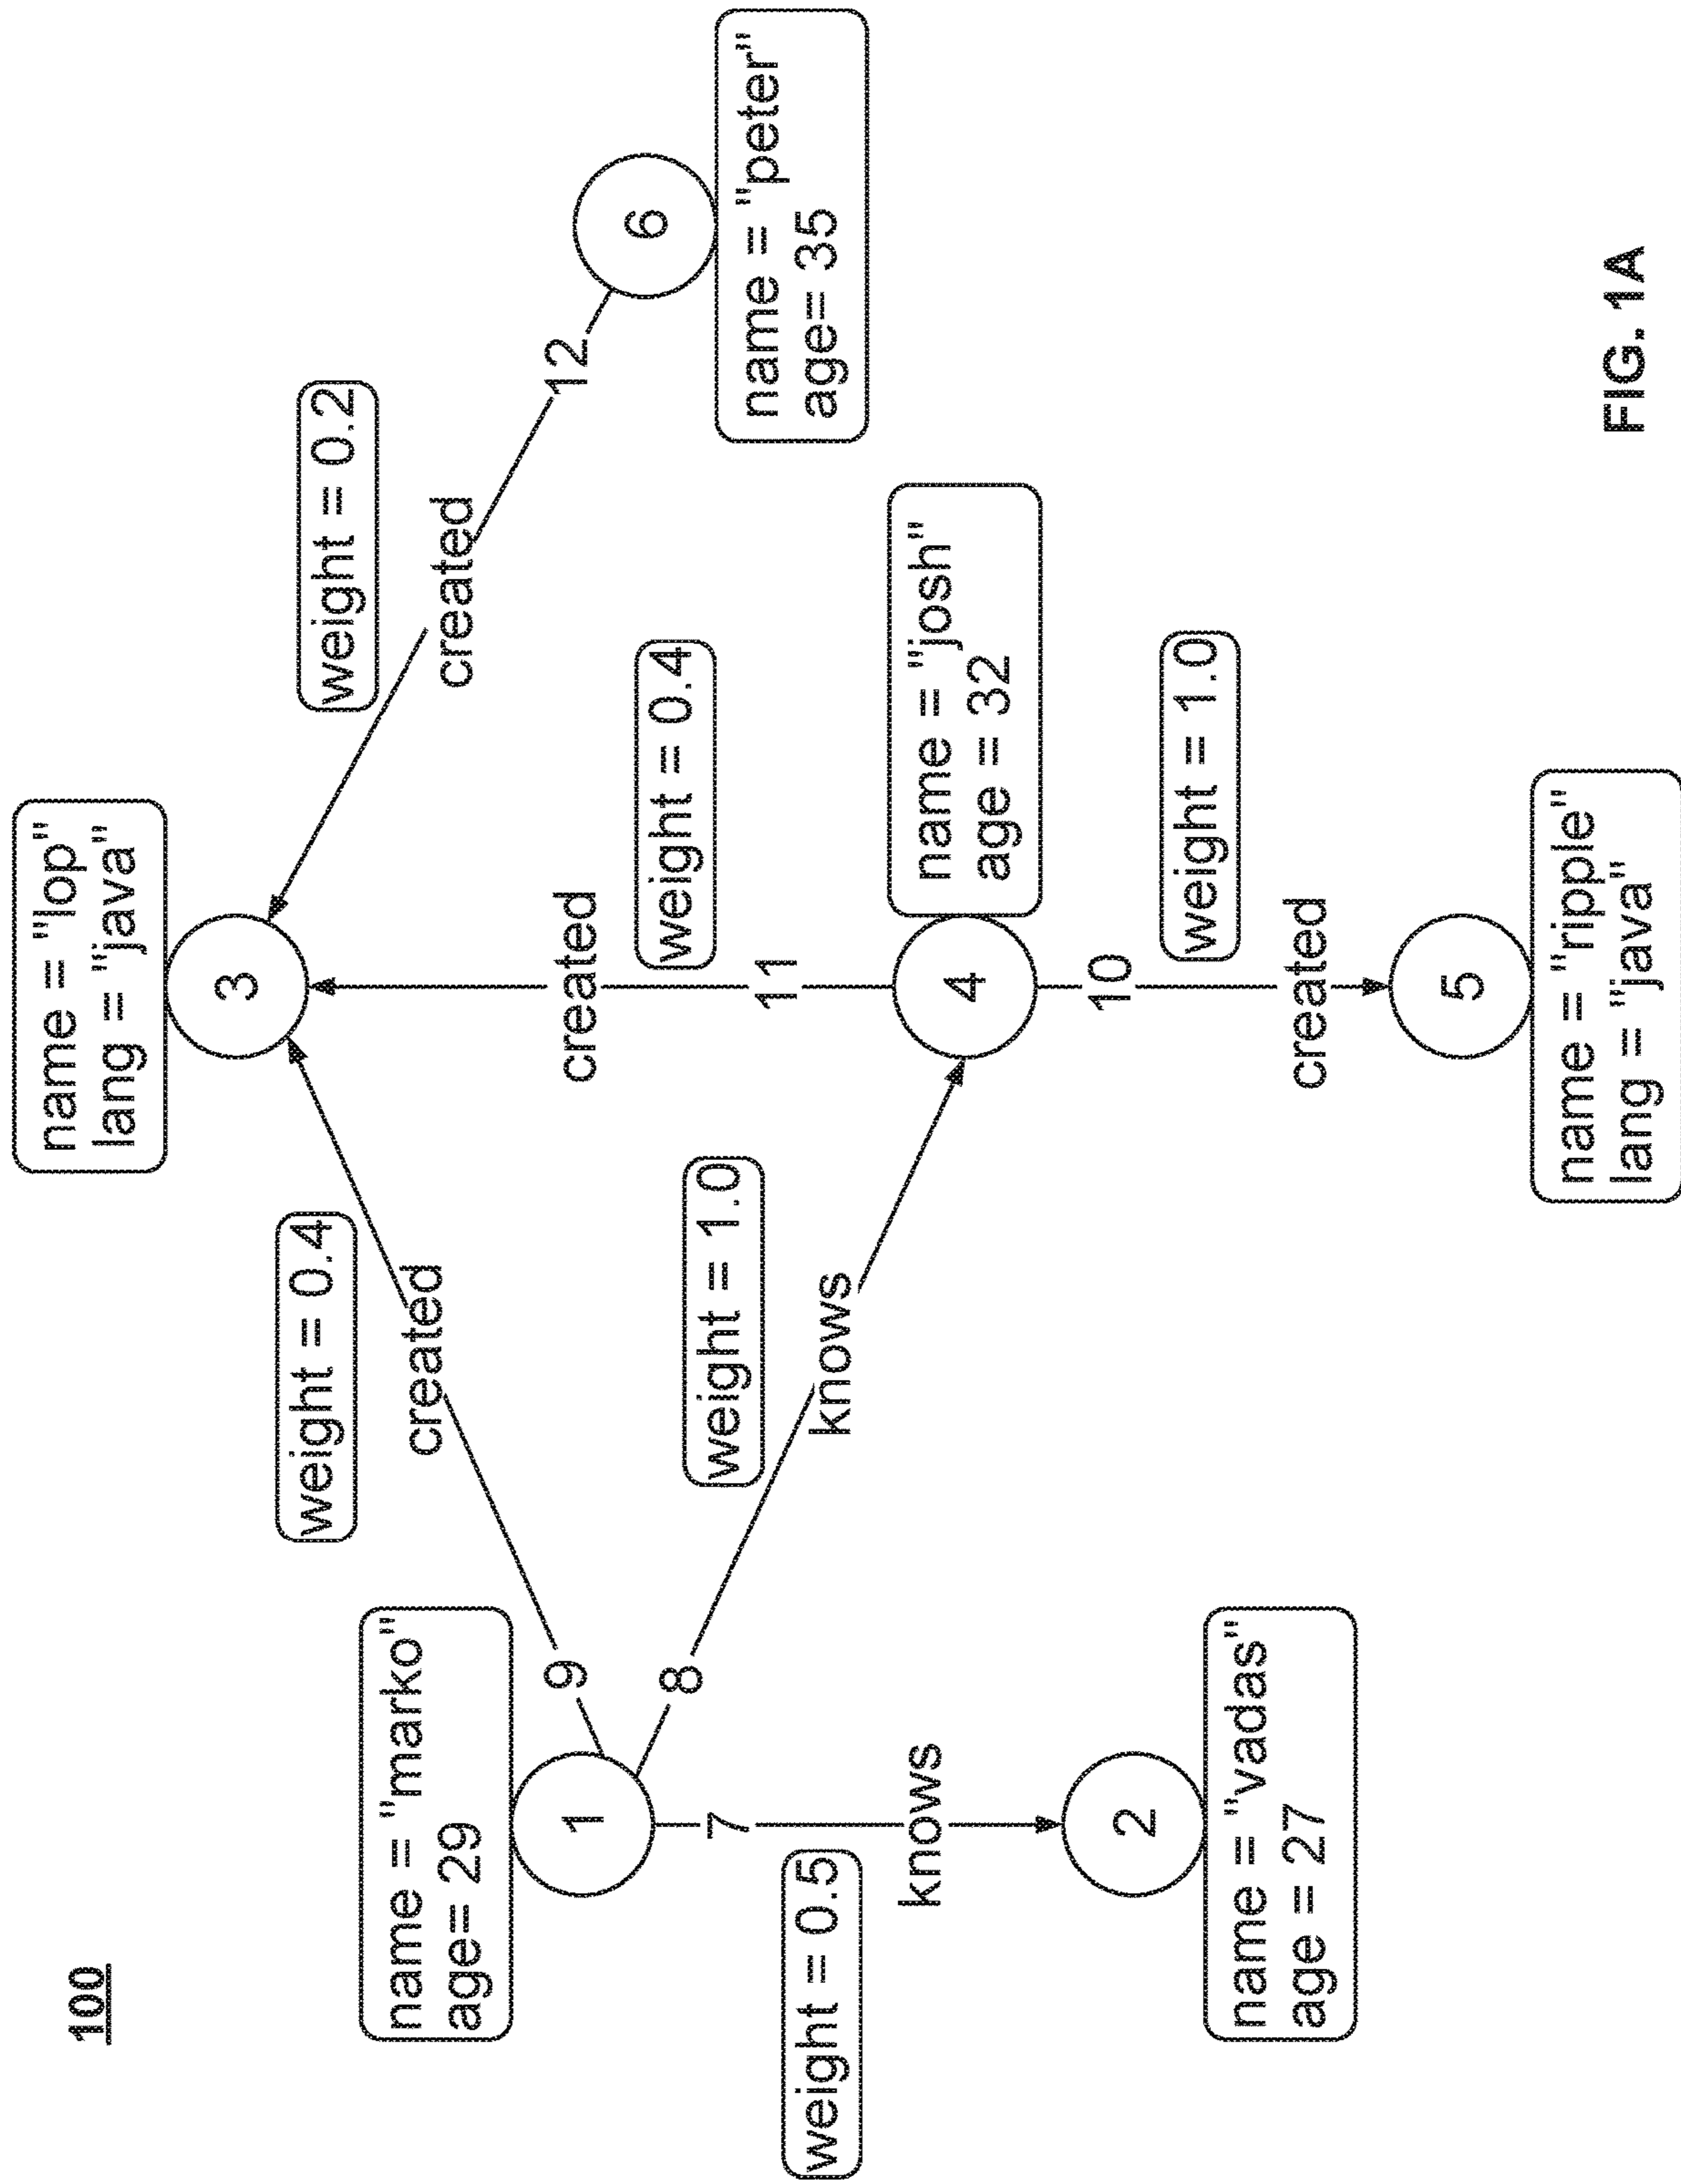 100
name = "lop"
lang = "java"
3
weight = 0.4
weight = 0.2
name = "marko"
age= 29
created
created
9
12
created
1
6
weight = 0.4
8
weight = 1.0
7
name = "peter"
age= 35
11
weight = 0.5
knows
knows
name = "josh"
age = 32
4
10
2
weight = 1.0
name = "vadas"
age = 27
created
5
name = "ripple"
lang = "java"
FIG. 1A